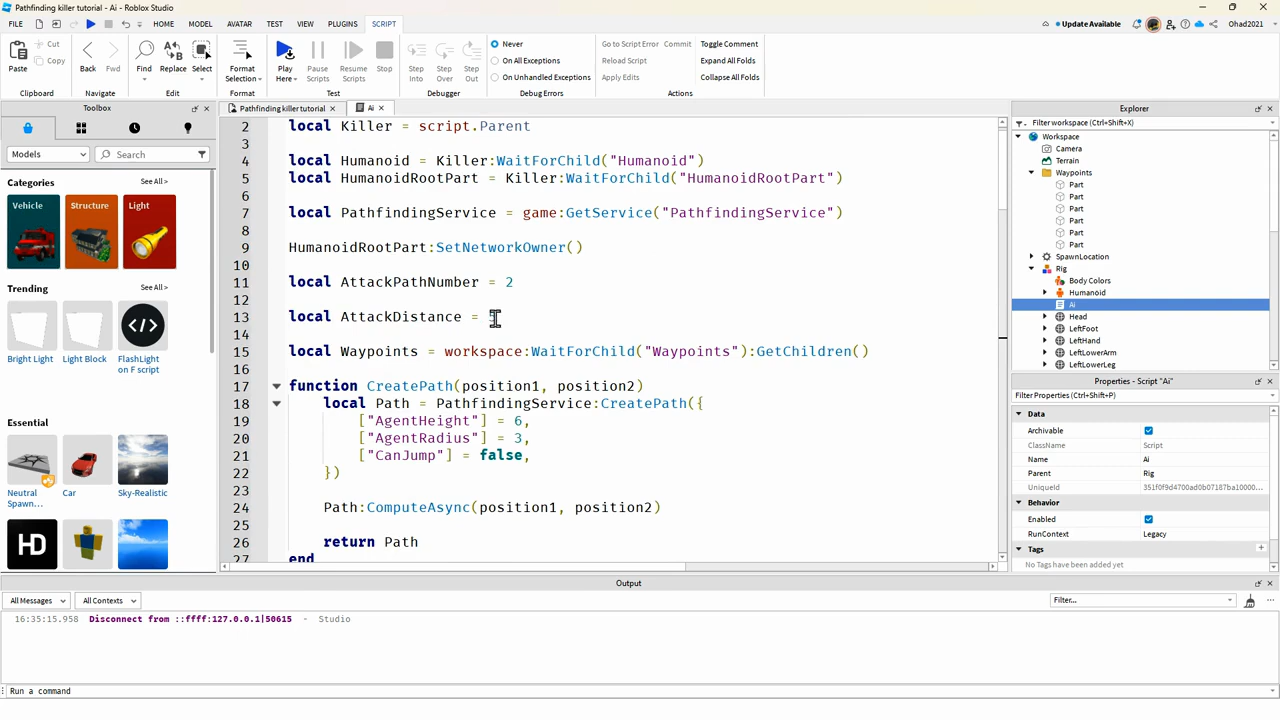 Pathfinding killer tutorial - Ai - Roblox Studio
FILE HOME MODEL AVATAR TEST VIEW PLUGINS SCRIPT Update Available Ohad2021
Cut
Copy
Paste
Clipboard
Back Fwd
Navigate
Find Replace Select
Edit
Format Selection
Format
Play Here Pause Scripts Resume Scripts Stop
Test
Step Into Step Over Step Out
Debugger
Never
On All Exceptions
On Unhandled Exceptions
Debug Errors
Go to Script Error Commit Toggle Comment
Reload Script Expand All Folds
Apply Edits Collapse All Folds
Actions
Toolbox
Models Search
Categories See All >
Vehicle Structure Light
Trending See All >
Bright Light Light Block FlashLight on F script
Essential See All >
Neutral Spawn... Car Sky-Realistic
HD
Pathfinding killer tutorial Ai
2 local Killer = script.Parent
3
4 local Humanoid = Killer:WaitForChild("Humanoid")
5 local HumanoidRootPart = Killer:WaitForChild("HumanoidRootPart")
6
7 local PathfindingService = game:GetService("PathfindingService")
8
9 HumanoidRootPart:SetNetworkOwner()
10
11 local AttackPathNumber = 2
12
13 local AttackDistance =
14
15 local Waypoints = workspace:WaitForChild("Waypoints"):GetChildren()
16
17 function CreatePath(position1, position2)
18 local Path = PathfindingService:CreatePath({
19 ["AgentHeight"] = 6,
20 ["AgentRadius"] = 3,
21 ["CanJump"] = false,
22 })
23
24 Path:ComputeAsync(position1, position2)
25
26 return Path
27 end
Explorer
Filter workspace (Ctrl+Shift+X)
Workspace
Camera
Terrain
Waypoints
Part
Part
Part
Part
Part
Part
SpawnLocation
Rig
Body Colors
Humanoid
Ai
Head
LeftFoot
LeftHand
LeftLowerArm
LeftLowerLeg
Properties - Script "Ai"
Filter Properties (Ctrl+Shift+P)
Data
Archivable
ClassName Script
Name Ai
Parent Rig
UniqueId 351f0f9d4700ad0b07187ba10000...
Behavior
Enabled
RunContext Legacy
Tags
No Tags have been added yet
Output
All Messages All Contexts Filter...
16:35:15.958 Disconnect from ::ffff:127.0.0.1|50615 - Studio
Run a command